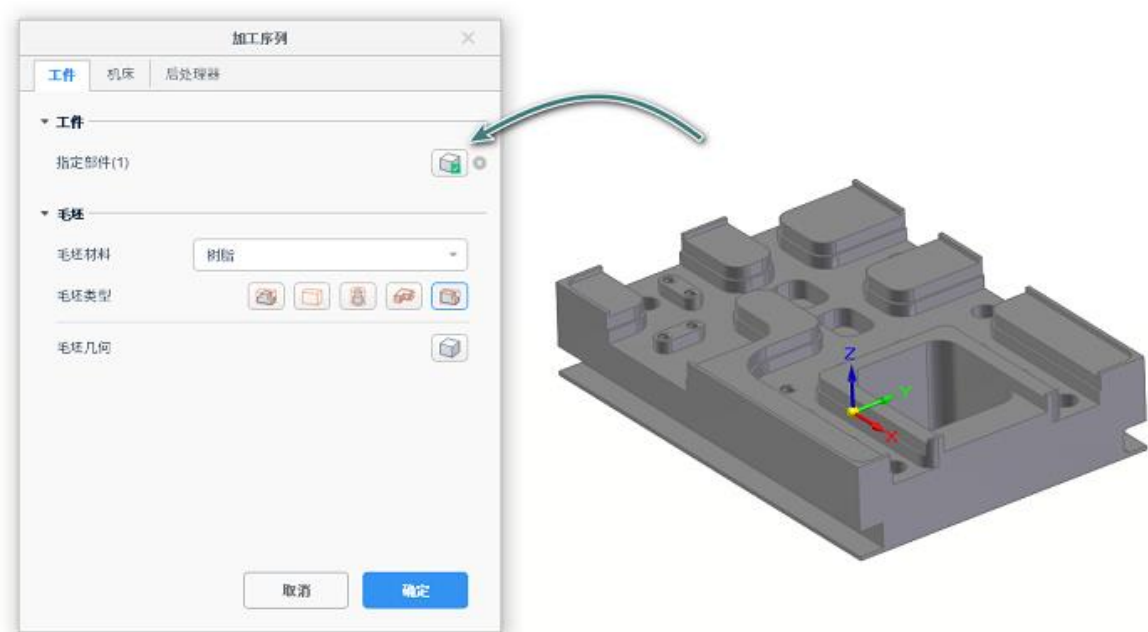 加工序列
工件 机床 后处理器
工件
指定部件(1)
毛坯
毛坯材料 树脂
毛坯类型
毛坯几何
取消 确定
Z
Y
X